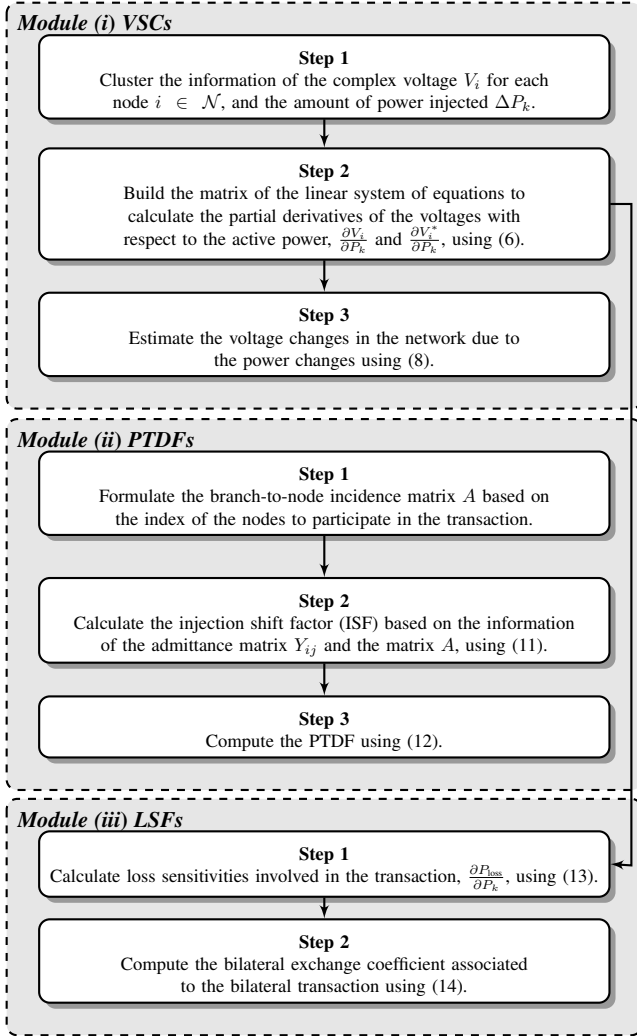 Module (i) VSCs
Step 1
Cluster the information of the complex voltage V_i for each
node i ∈ 𝒩, and the amount of power injected ΔP_k.
Step 2
Build the matrix of the linear system of equations to
calculate the partial derivatives of the voltages with
respect to the active power, ∂V_i/∂P_k and ∂V_i^*/∂P_k, using (6).
Step 3
Estimate the voltage changes in the network due to
the power changes using (8).
Module (ii) PTDFs
Step 1
Formulate the branch-to-node incidence matrix A based on
the index of the nodes to participate in the transaction.
Step 2
Calculate the injection shift factor (ISF) based on the information
of the admittance matrix Y_ij and the matrix A, using (11).
Step 3
Compute the PTDF using (12).
Module (iii) LSFs
Step 1
Calculate loss sensitivities involved in the transaction, ∂P_loss/∂P_k, using (13).
Step 2
Compute the bilateral exchange coefficient associated
to the bilateral transaction using (14).